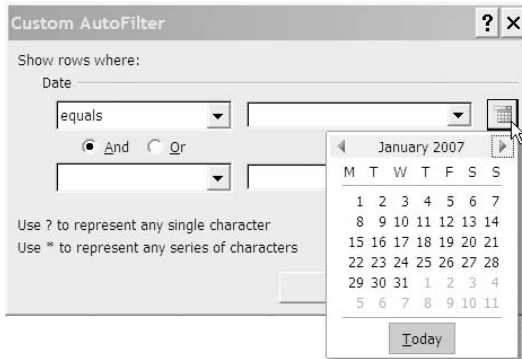 Custom AutoFilter ? ×
Show rows where:
Date
equals
And Or
January 2007
M T W T F S S
1 2 3 4 5 6 7
8 9 10 11 12 13 14
15 16 17 18 19 20 21
22 23 24 25 26 27 28
29 30 31 1 2 3 4
5 6 7 8 9 10 11
Today
Use ? to represent any single character
Use * to represent any series of characters